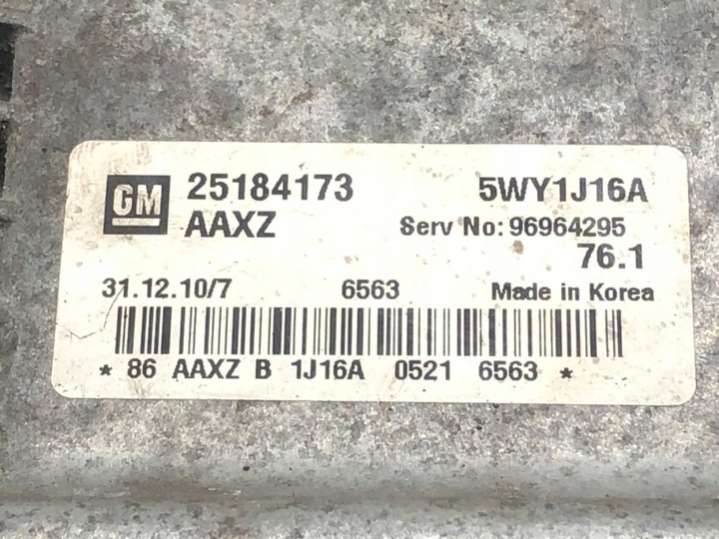 GM 25184173 5WY1J16A
AAXZ Serv No: 96964295
76.1
31.12.10/7 6563 Made in Korea
* 86 AAXZ B 1J16A 0521 6563 *